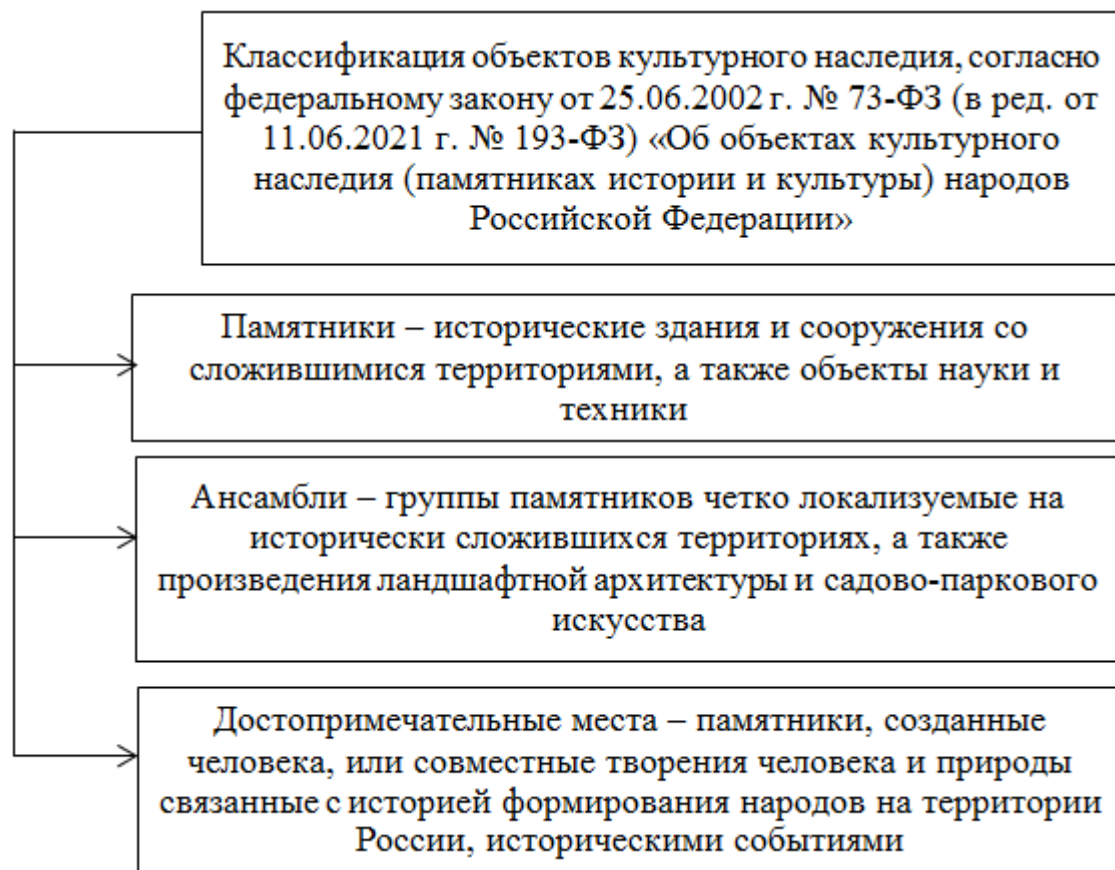 Классификация объектов культурного наследия, согласно
федеральному закону от 25.06.2002 г. № 73-ФЗ (в ред. от
11.06.2021 г. № 193-ФЗ) «Об объектах культурного
наследия (памятниках истории и культуры) народов
Российской Федерации»
Памятники – исторические здания и сооружения со
сложившимися территориями, а также объекты науки и
техники
Ансамбли – группы памятников четко локализуемые на
исторически сложившихся территориях, а также
произведения ландшафтной архитектуры и садово-паркового
искусства
Достопримечательные места – памятники, созданные
человека, или совместные творения человека и природы
связанные с историей формирования народов на территории
России, историческими событиями